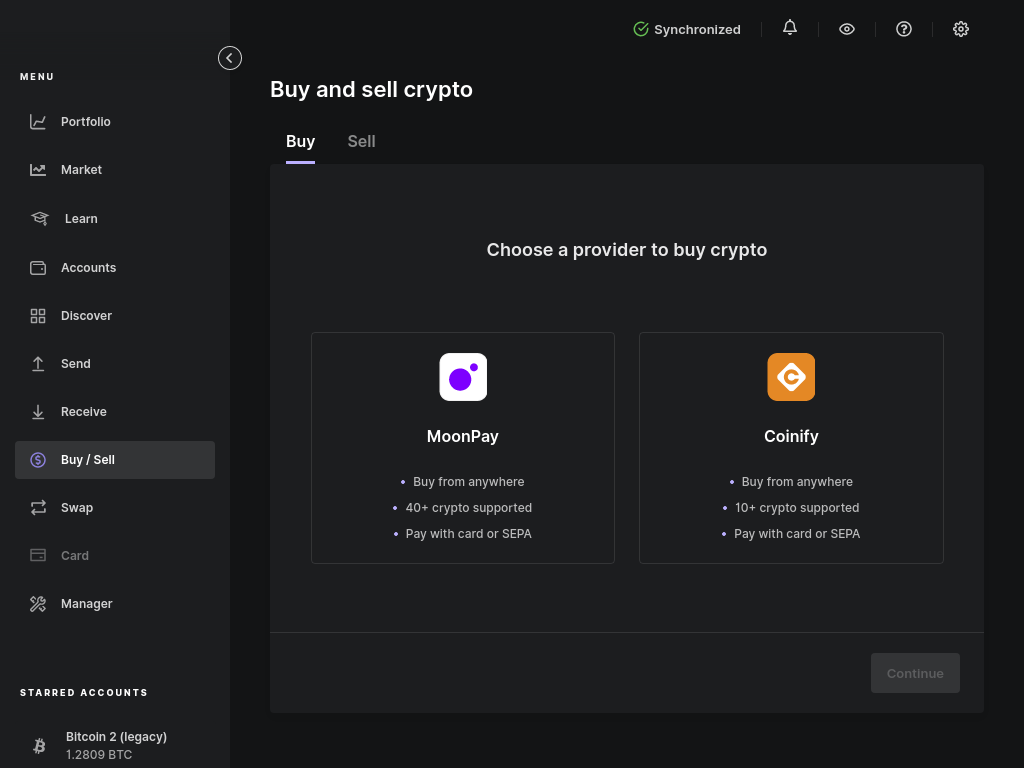 Synchronized
MENU
Portfolio
Market
Learn
Accounts
Discover
Send
Receive
Buy / Sell
Swap
Card
Manager
STARRED ACCOUNTS
Bitcoin 2 (legacy)
1.2809 BTC
Buy and sell crypto
Buy
Sell
Choose a provider to buy crypto
MoonPay
• Buy from anywhere
• 40+ crypto supported
• Pay with card or SEPA
Coinify
• Buy from anywhere
• 10+ crypto supported
• Pay with card or SEPA
Continue